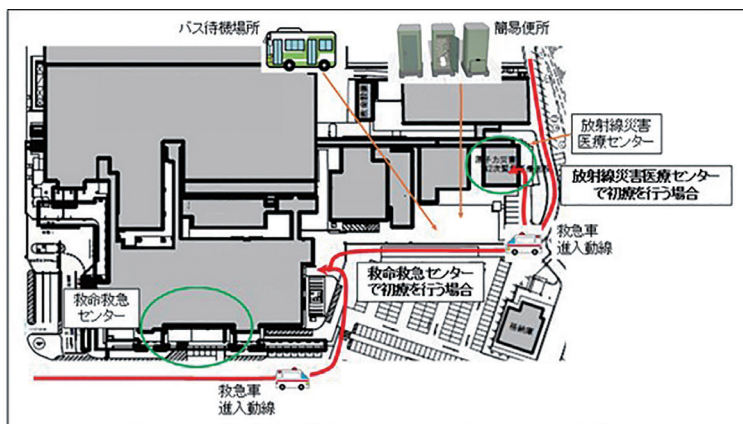 バス待機場所
簡易便所
放射線災害
医療センター
放射線災害医療センター
で初療を行う場合
救急車
進入動線
救命救急センター
で初療を行う場合
救命救急
センター
格納庫
救急車
進入動線